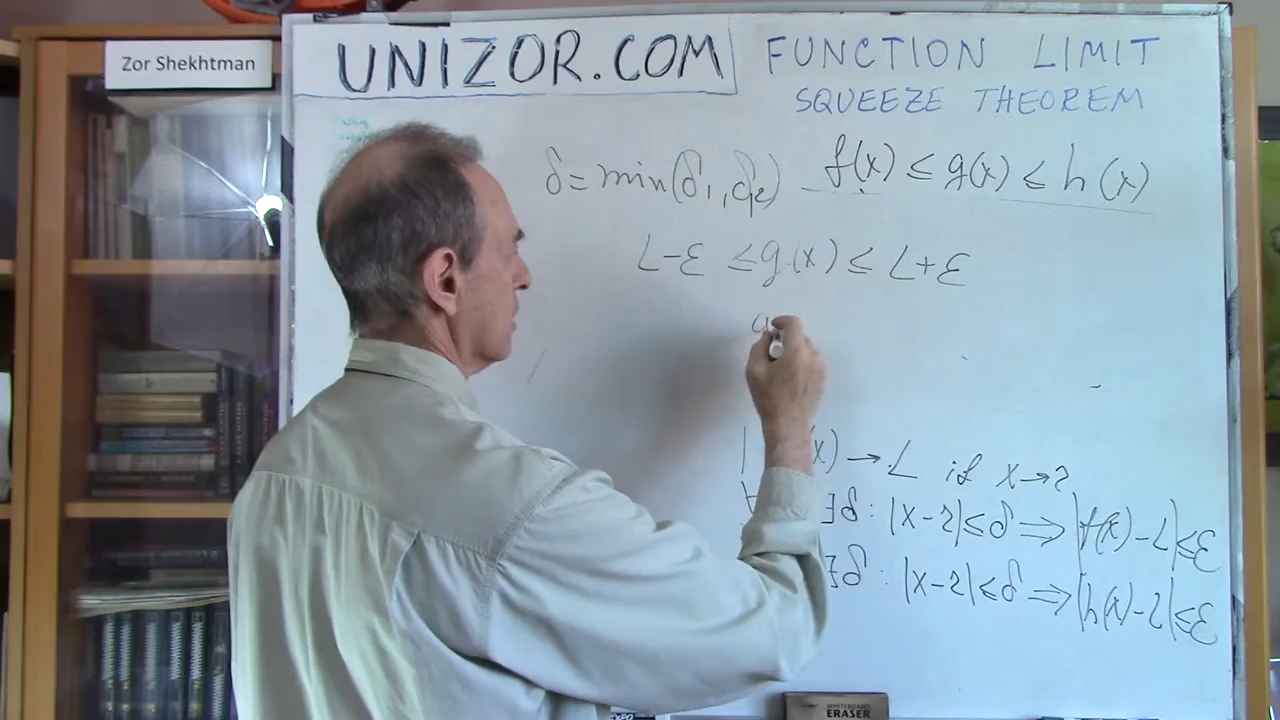 Zor Shekhtman
UNIZOR.COM
FUNCTION LIMIT
SQUEEZE THEOREM
δ = min(δ₁, δ₂) f(x) ≤ g(x) ≤ h(x)
L-ε ≤ g(x) ≤ L+ε
x) → L if x → r
∃δ: |x-r| ≤ δ ⇒ |f(x)-L| ≤ ε
∃δ: |x-r| ≤ δ ⇒ |h(x)-L| ≤ ε
WHITEBOARD
ERASER